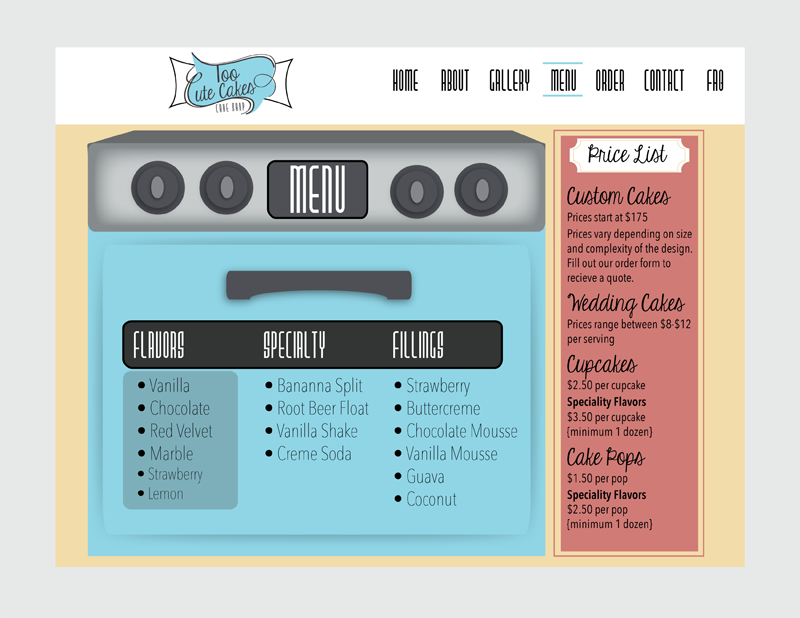 Too
Cute Cakes
CAKE SHOP
HOME ABOUT GALLERY MENU ORDER CONTACT FAQ
MENU
FLAVORS
Vanilla
Chocolate
Red Velvet
Marble
Strawberry
Lemon
SPECIALTY
Bananna Split
Root Beer Float
Vanilla Shake
Creme Soda
FILLINGS
Strawberry
Buttercreme
Chocolate Mousse
Vanilla Mousse
Guava
Coconut
Price List
Custom Cakes
Prices start at $175
Prices vary depending on size
and complexity of the design.
Fill out our order form to
recieve a quote.
Wedding Cakes
Prices range between $8-$12
per serving
Cupcakes
$2.50 per cupcake
Speciality Flavors
$3.50 per cupcake
{minimum 1 dozen}
Cake Pops
$1.50 per pop
Speciality Flavors
$2.50 per pop
{minimum 1 dozen}